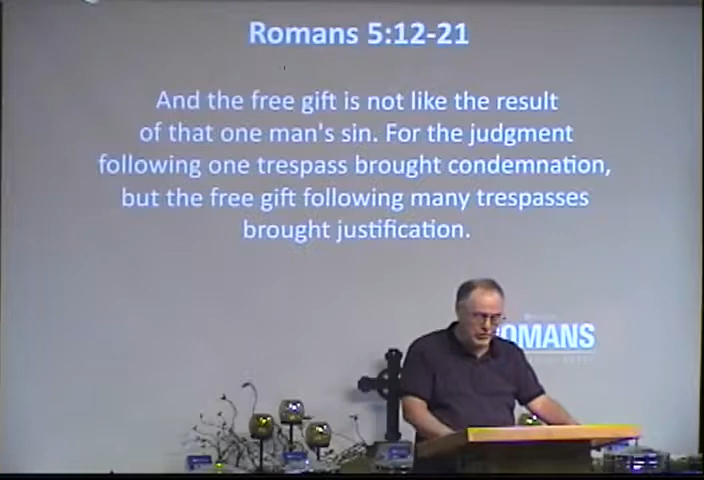 Romans 5:12-21
And the free gift is not like the result
of that one man's sin. For the judgment
following one trespass brought condemnation,
but the free gift following many trespasses
brought justification.
OMANS